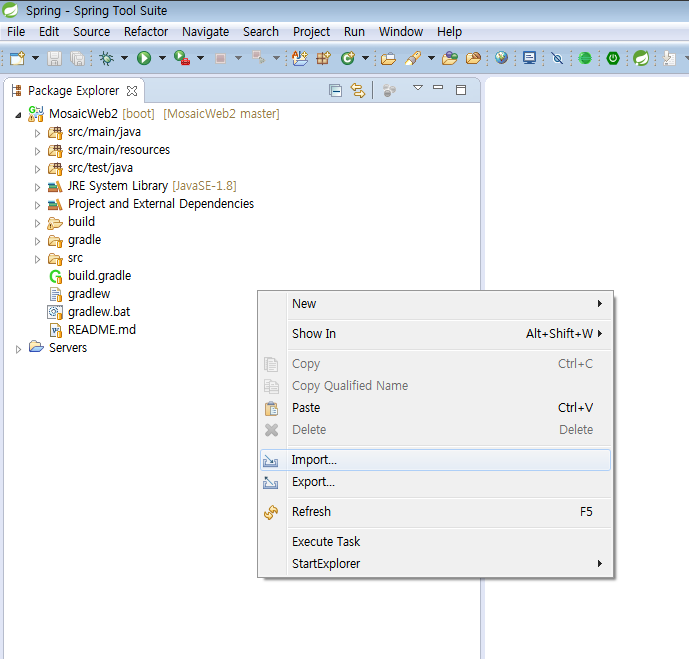 Spring - Spring Tool Suite
File Edit Source Refactor Navigate Search Project Run Window Help
Package Explorer
MosaicWeb2 [boot] [MosaicWeb2 master]
src/main/java
src/main/resources
src/test/java
JRE System Library [JavaSE-1.8]
Project and External Dependencies
build
gradle
src
build.gradle
gradlew
gradlew.bat
README.md
Servers
New
Show In Alt+Shift+W
Copy Ctrl+C
Copy Qualified Name
Paste Ctrl+V
Delete Delete
Import...
Export...
Refresh F5
Execute Task
StartExplorer